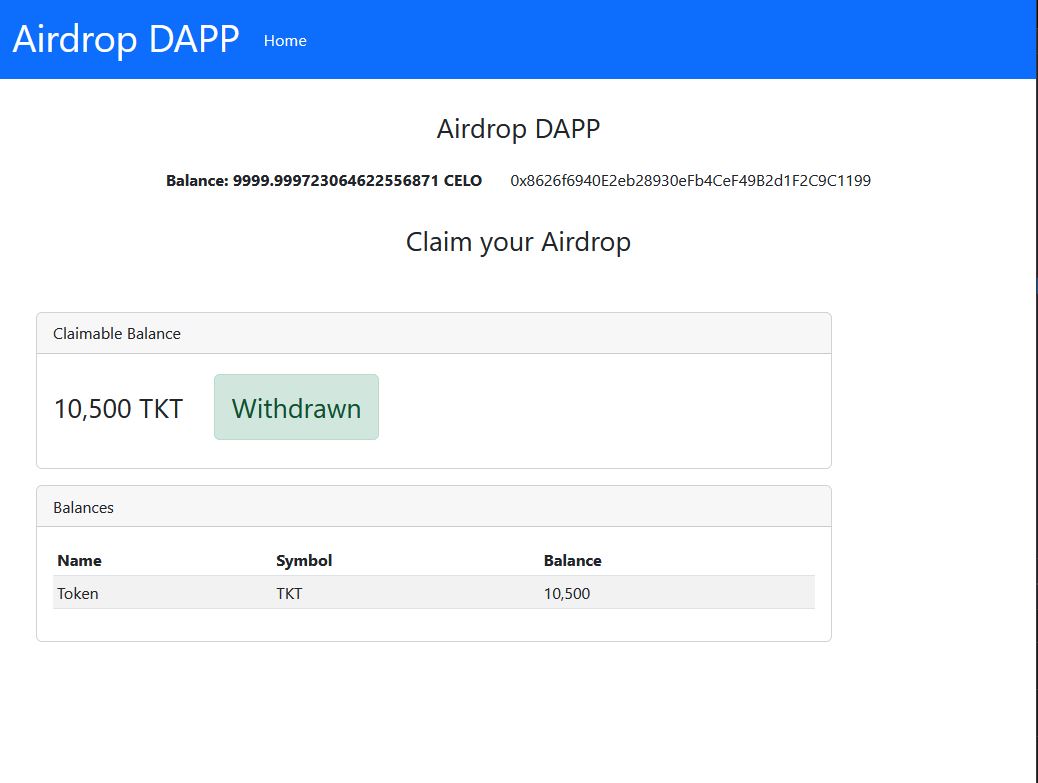 Airdrop DAPP Home
Airdrop DAPP
Balance: 9999.999723064622556871 CELO 0x8626f6940E2eb28930eFb4CeF49B2d1F2C9C1199
Claim your Airdrop
Claimable Balance
10,500 TKT Withdrawn
Balances
Name Symbol Balance
Token TKT 10,500